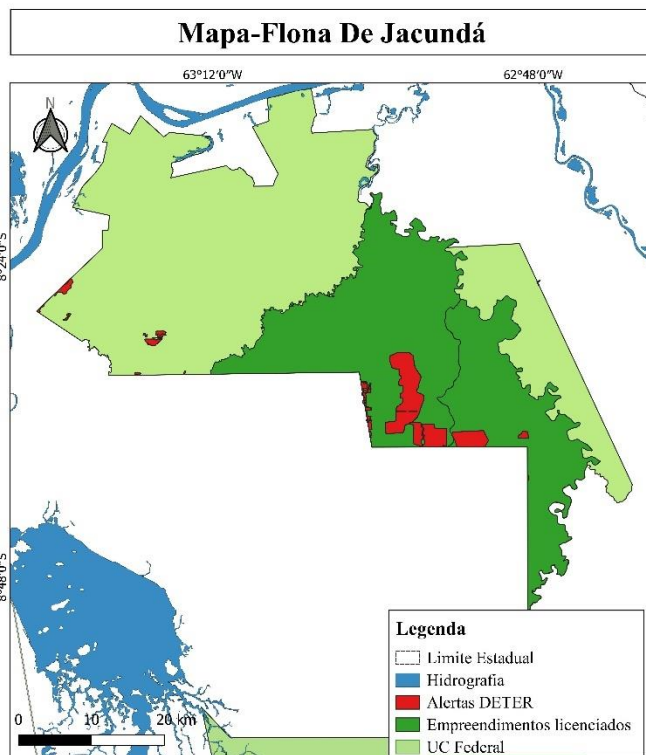 Mapa-Flona De Jacundá
63°12'0"W 62°48'0"W
N
8°24'0"S
8°48'0"S
Legenda
Limite Estadual
Hidrografia
Alertas DETER
Empreendimentos licenciados
UC Federal
0 10 20 km